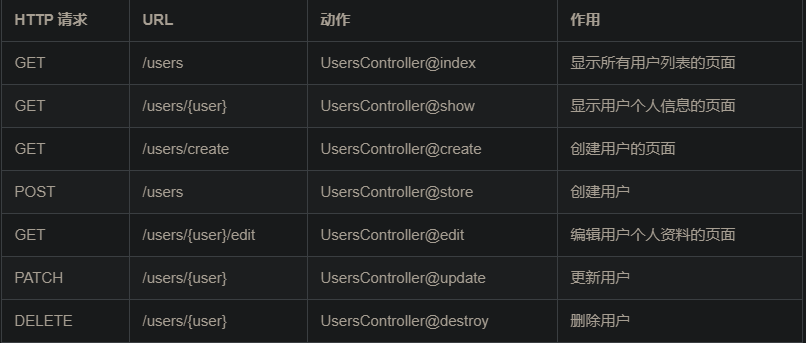 HTTP 请求 URL 动作 作用
GET /users UsersController@index 显示所有用户列表的页面
GET /users/{user} UsersController@show 显示用户个人信息的页面
GET /users/create UsersController@create 创建用户的页面
POST /users UsersController@store 创建用户
GET /users/{user}/edit UsersController@edit 编辑用户个人资料的页面
PATCH /users/{user} UsersController@update 更新用户
DELETE /users/{user} UsersController@destroy 删除用户